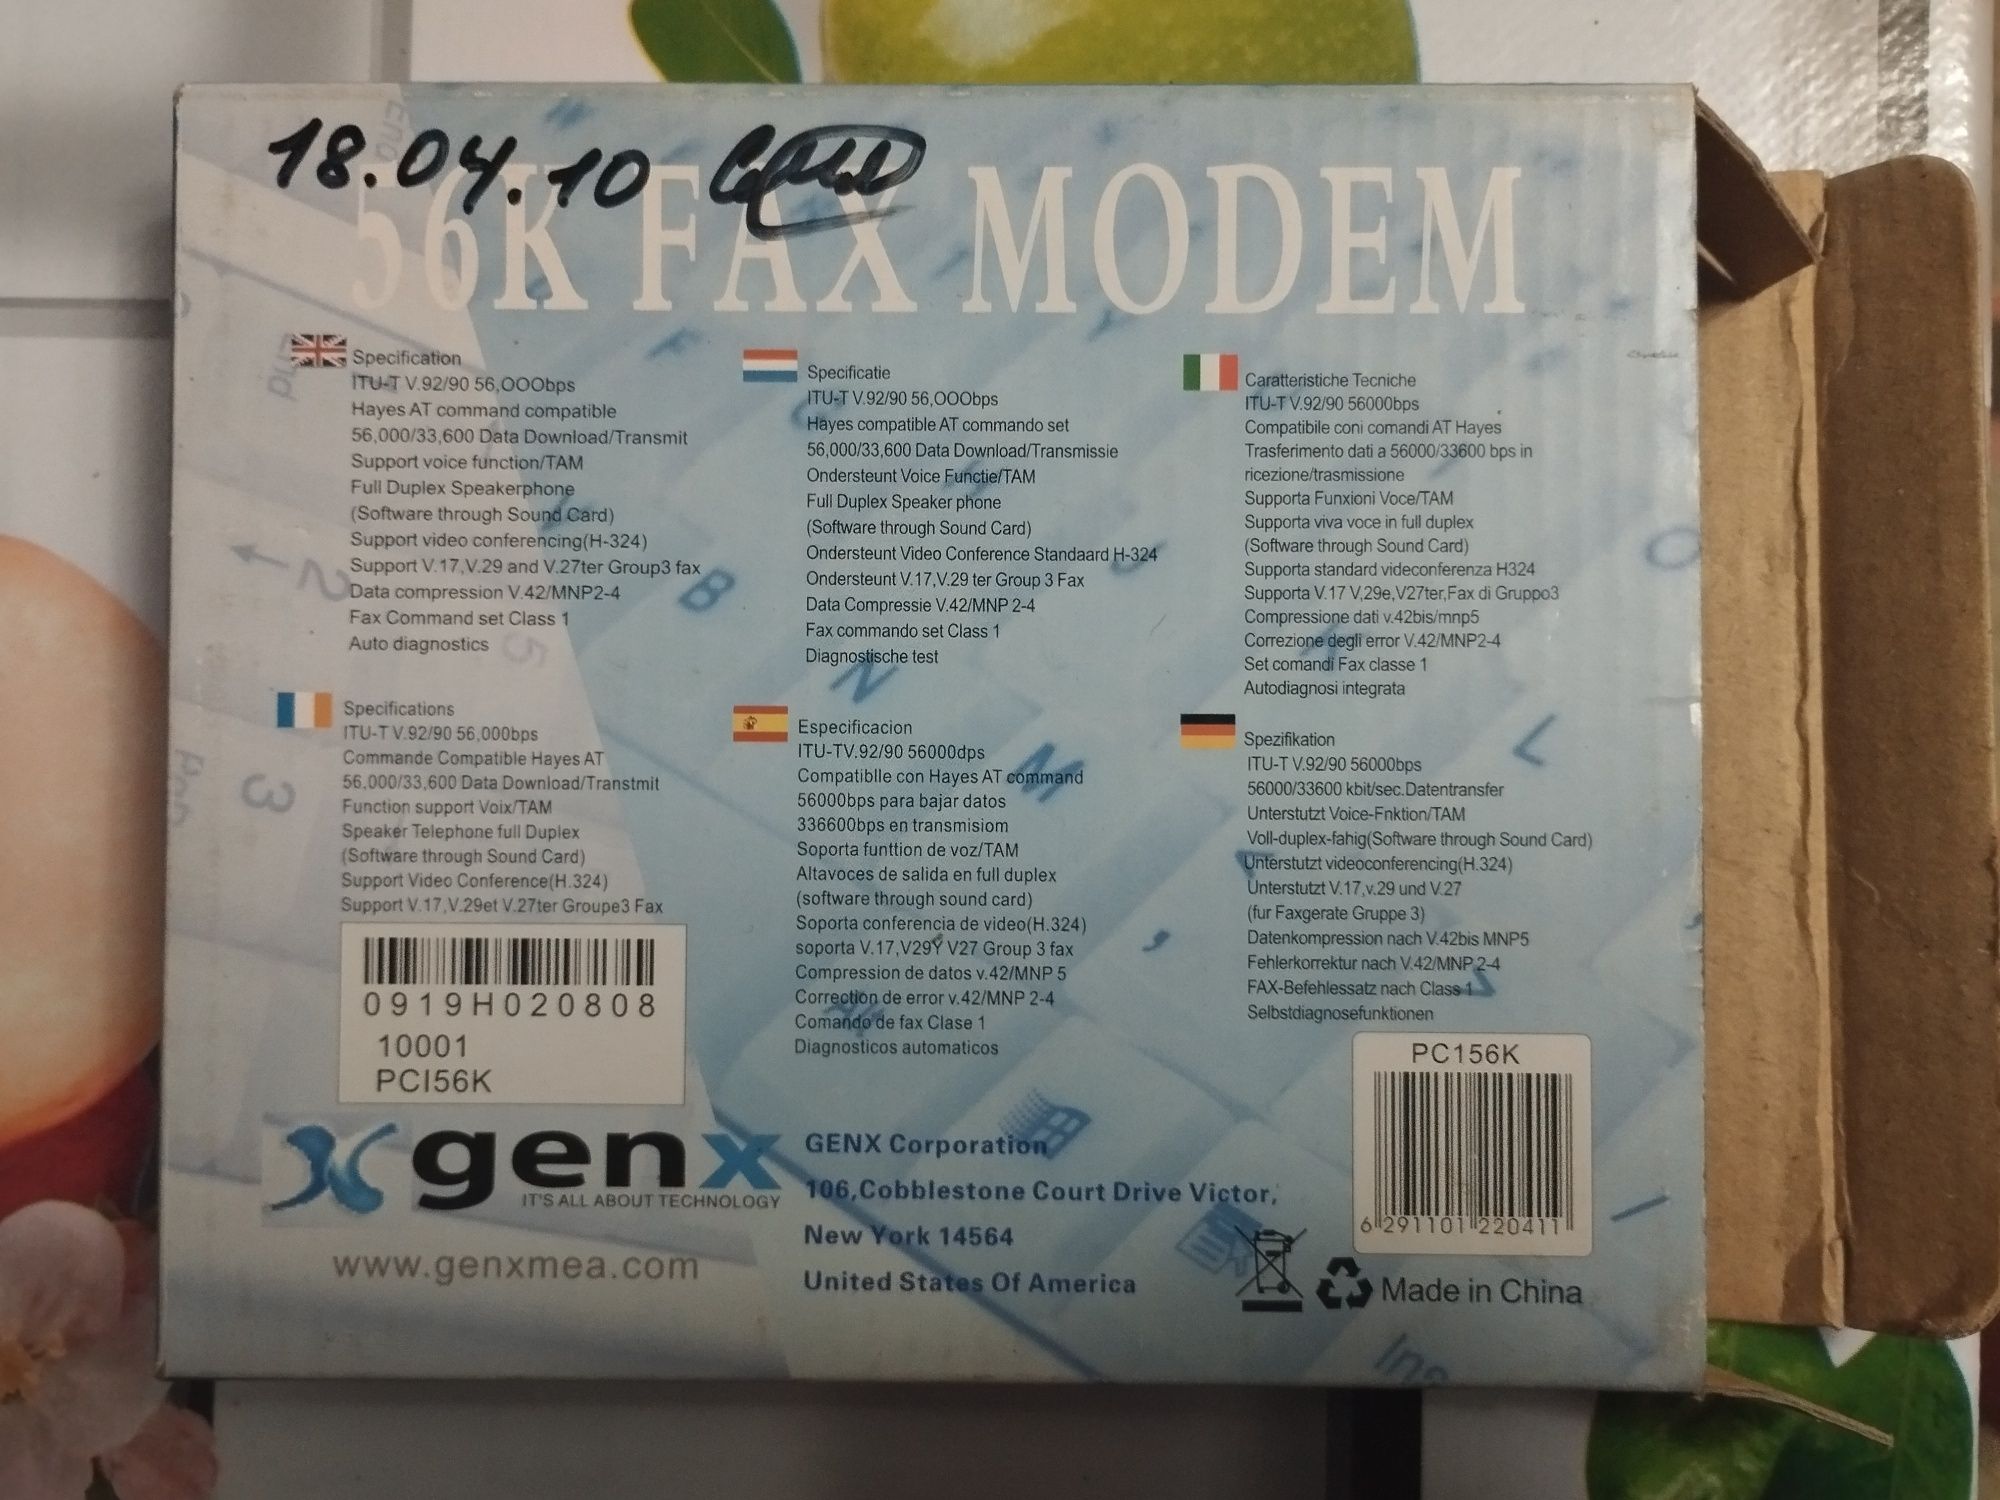 18.04.10
56K FAX MODEM
Specification
ITU-T V.92/90 56,OOObps
Hayes AT command compatible
56,000/33,600 Data Download/Transmit
Support voice function/TAM
Full Duplex Speakerphone
(Software through Sound Card)
Support video conferencing(H-324)
Support V.17,V.29 and V.27ter Group3 fax
Data compression V.42/MNP2-4
Fax Command set Class 1
Auto diagnostics
Specificatie
ITU-T V.92/90 56,OOObps
Hayes compatible AT commando set
56,000/33,600 Data Download/Transmissie
Ondersteunt Voice Functie/TAM
Full Duplex Speaker phone
(Software through Sound Card)
Ondersteunt Video Conference Standaard H-324
Ondersteunt V.17,V.29 ter Group 3 Fax
Data Compressie V.42/MNP 2-4
Fax commando set Class 1
Diagnostische test
Caratteristiche Tecniche
ITU-T V.92/90 56000bps
Compatibile coni comandi AT Hayes
Trasferimento dati a 56000/33600 bps in
ricezione/trasmissione
Supporta Funxioni Voce/TAM
Supporta viva voce in full duplex
(Software through Sound Card)
Supporta standard videconferenza H324
Supporta V.17 V,29e,V27ter,Fax di Gruppo3
Compressione dati v.42bis/mnp5
Correzione degli error V.42/MNP2-4
Set comandi Fax classe 1
Autodiagnosi integrata
Specifications
ITU-T V.92/90 56,000bps
Commande Compatible Hayes AT
56,000/33,600 Data Download/Transtmit
Function support Voix/TAM
Speaker Telephone full Duplex
(Software through Sound Card)
Support Video Conference(H.324)
Support V.17,V.29et V.27ter Groupe3 Fax
Especificacion
ITU-TV.92/90 56000dps
Compatiblle con Hayes AT command
56000bps para bajar datos
336600bps en transmisiom
Soporta funttion de voz/TAM
Altavoces de salida en full duplex
(software through sound card)
Soporta conferencia de video(H.324)
soporta V.17,V29Y V27 Group 3 fax
Compression de datos v.42/MNP 5
Correction de error v.42/MNP 2-4
Comando de fax Clase 1
Diagnosticos automaticos
Spezifikation
ITU-T V.92/90 56000bps
56000/33600 kbit/sec.Datentransfer
Unterstutzt Voice-Fnktion/TAM
Voll-duplex-fahig(Software through Sound Card)
Unterstutzt videoconferencing(H.324)
Unterstutzt V.17,v.29 und V.27
(fur Faxgerate Gruppe 3)
Datenkompression nach V.42bis MNP5
Fehlerkorrektur nach V.42/MNP 2-4
FAX-Befehlessatz nach Class 1
Selbstdiagnosefunktionen
0919H020808
10001
PCI56K
PC156K
6 291101 220411
genx
IT'S ALL ABOUT TECHNOLOGY
www.genxmea.com
GENX Corporation
106,Cobblestone Court Drive Victor,
New York 14564
United States Of America
Made in China